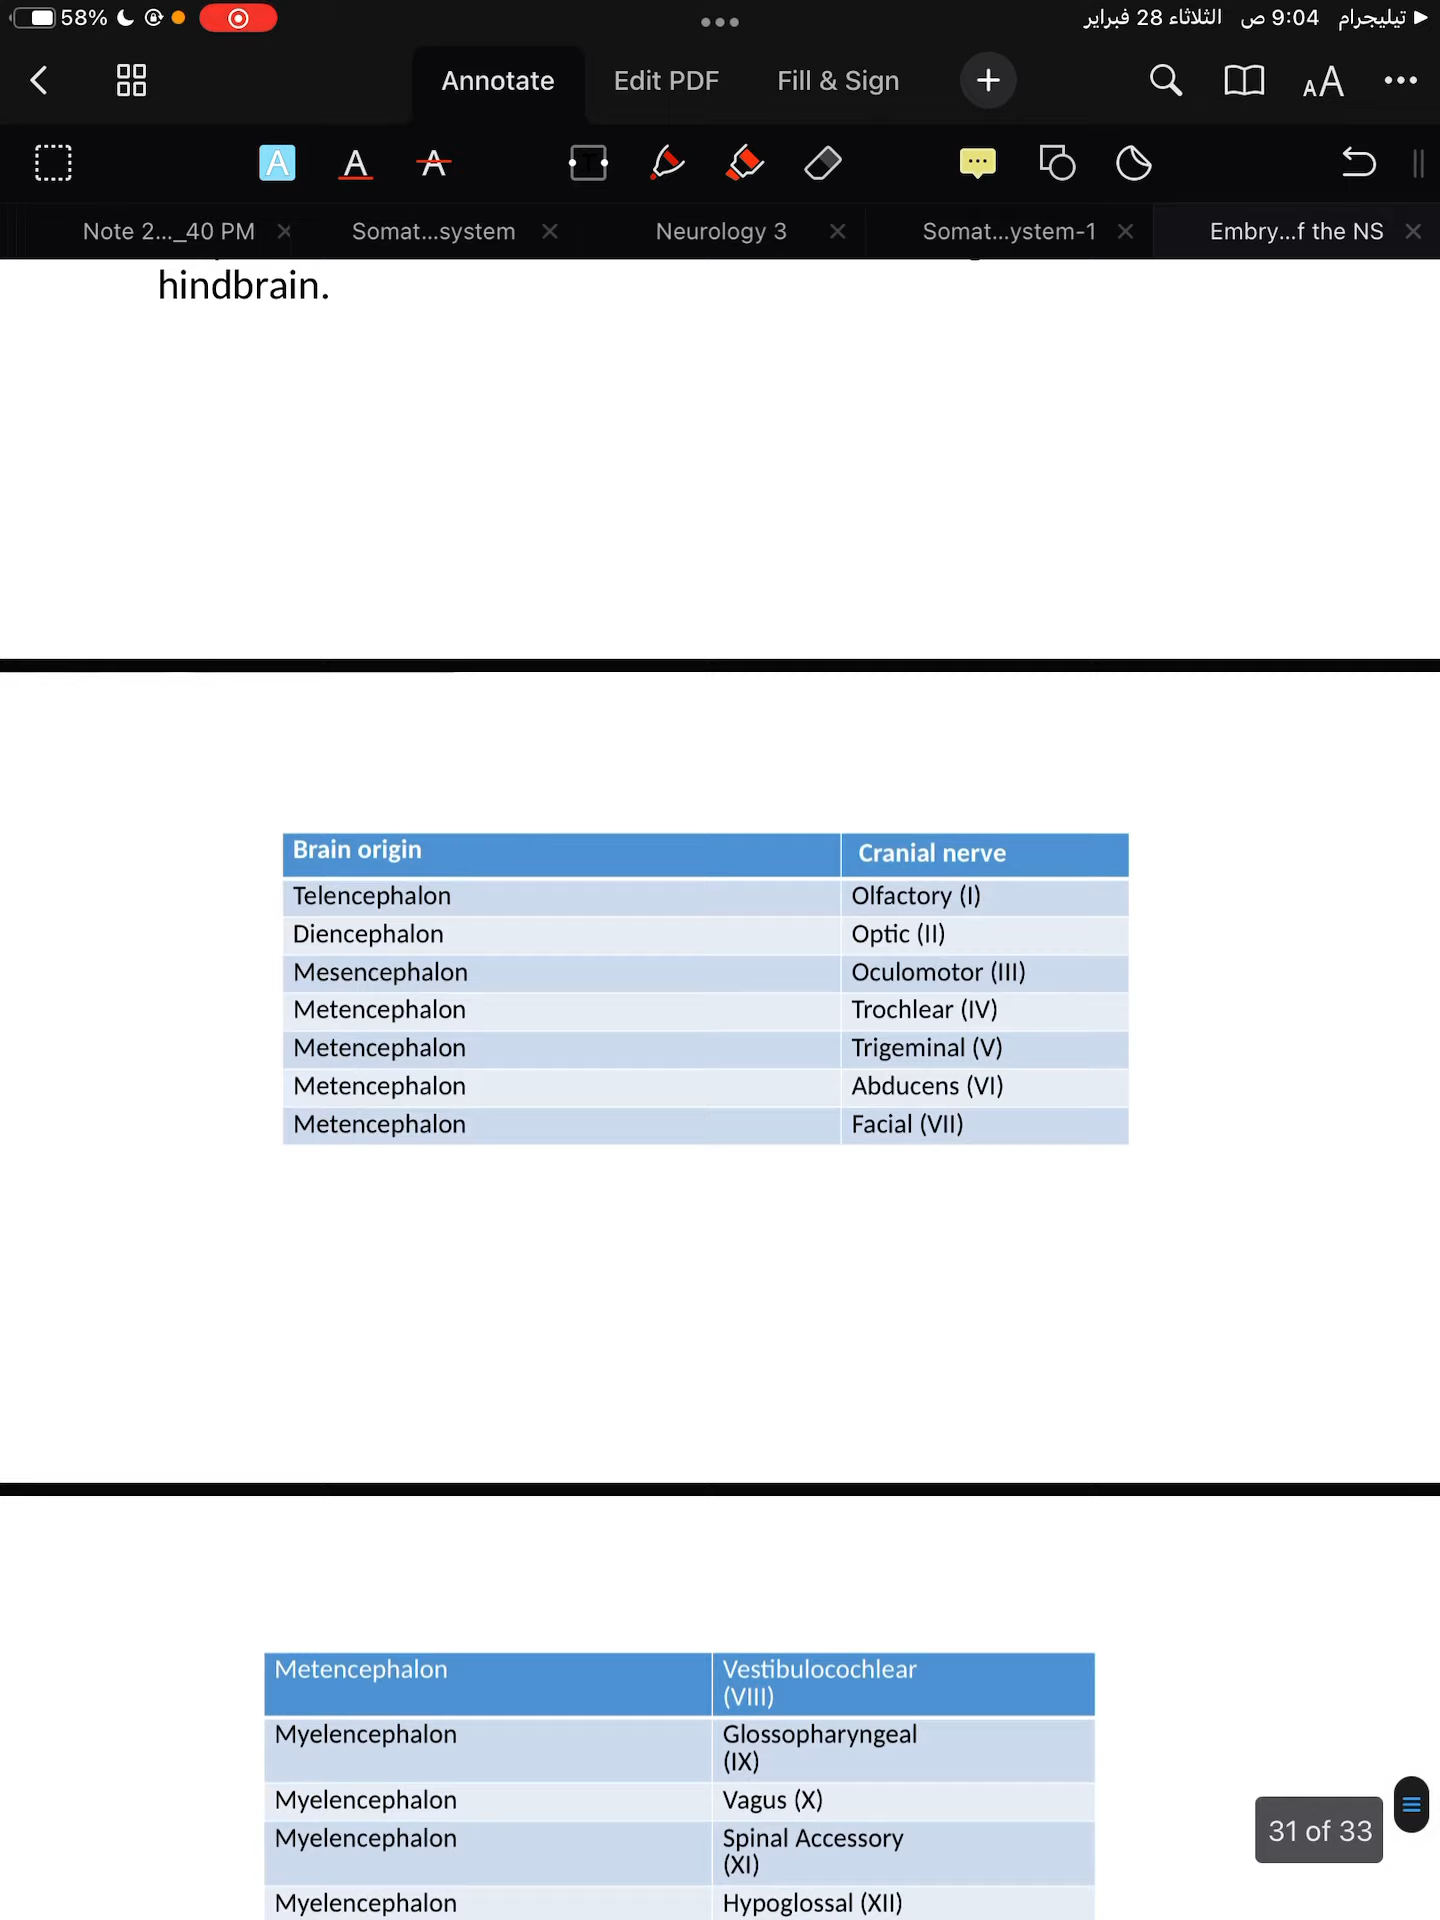 58%
الثلاثاء 28 فبراير 9:04 ص تيليجرام
Annotate Edit PDF Fill & Sign
AA
A A A T
Note 2..._40 PM Somat...system Neurology 3 Somat...ystem-1 Embry...f the NS
hindbrain.
Brain origin Cranial nerve
Telencephalon Olfactory (I)
Diencephalon Optic (II)
Mesencephalon Oculomotor (III)
Metencephalon Trochlear (IV)
Metencephalon Trigeminal (V)
Metencephalon Abducens (VI)
Metencephalon Facial (VII)
Metencephalon Vestibulocochlear
(VIII)
Myelencephalon Glossopharyngeal
(IX)
Myelencephalon Vagus (X)
Myelencephalon Spinal Accessory
(XI)
Myelencephalon Hypoglossal (XII)
31 of 33